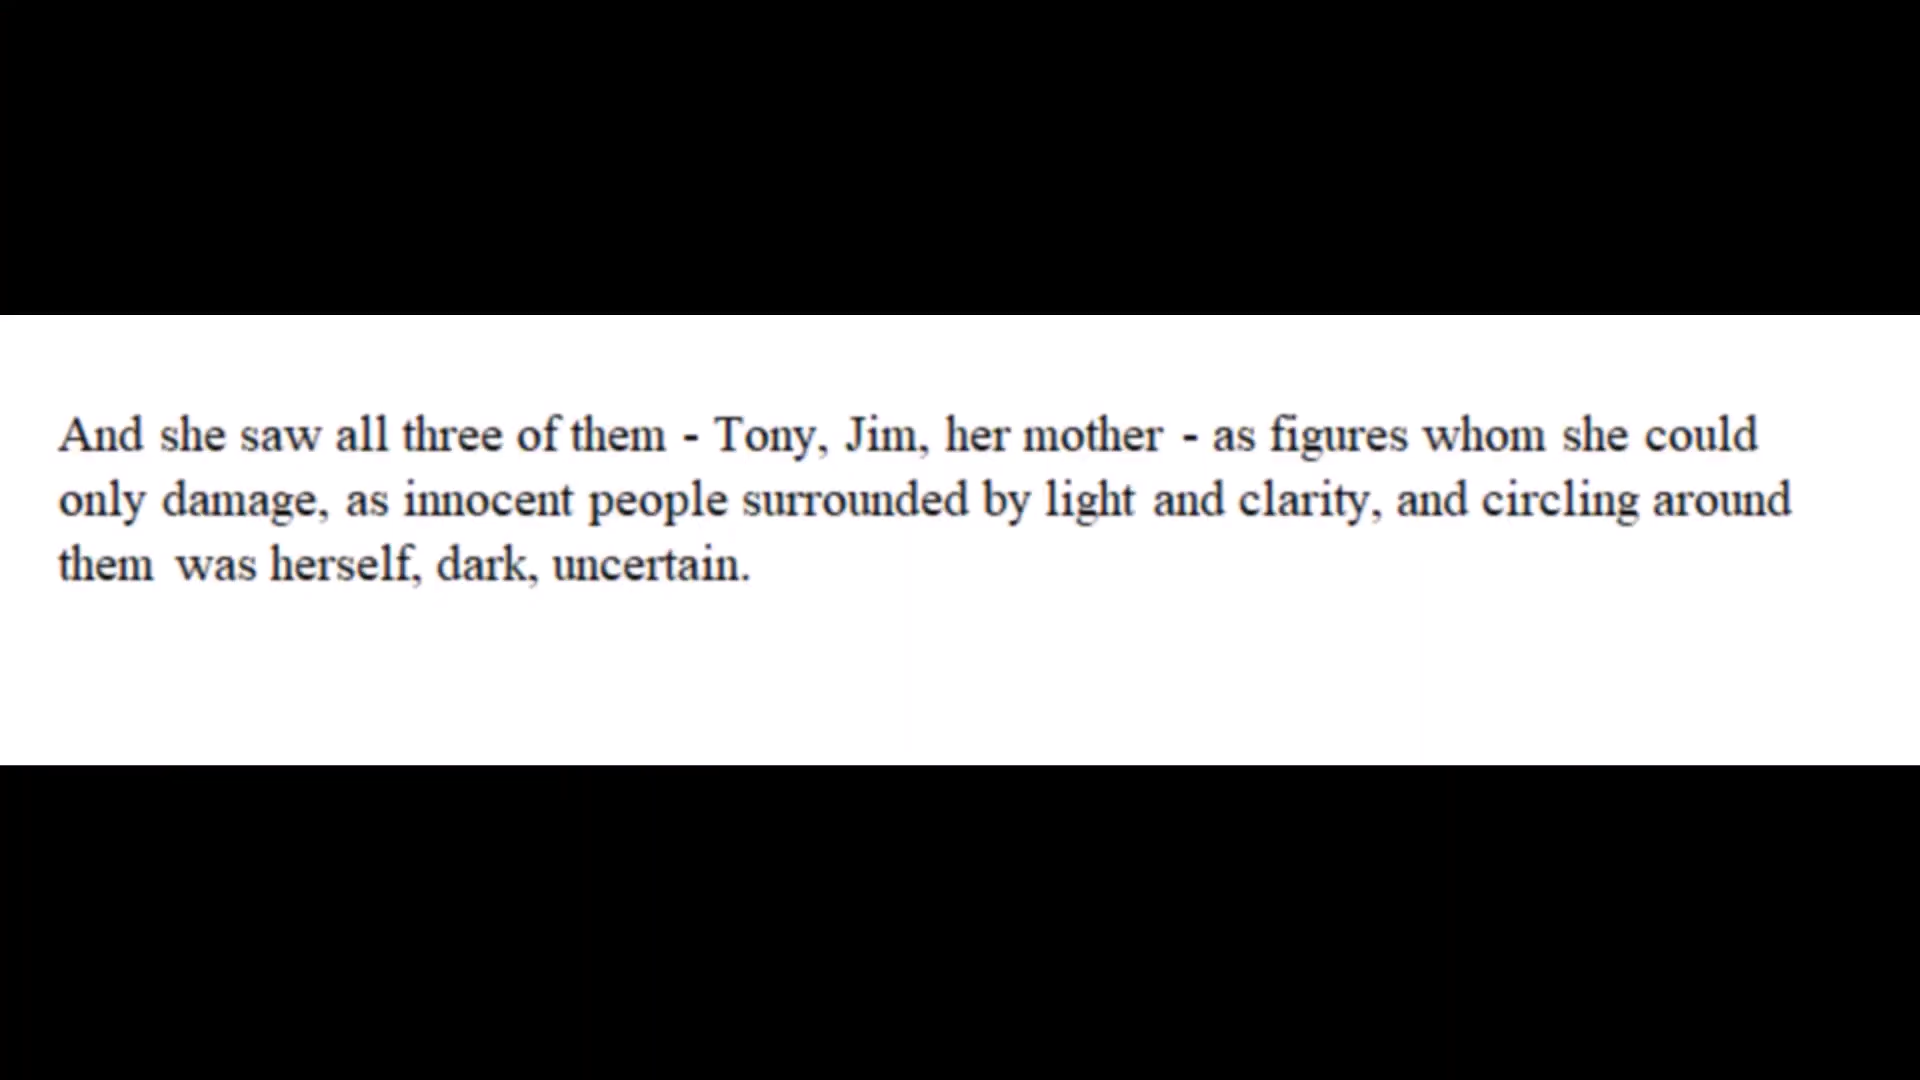 And she saw all three of them - Tony, Jim, her mother - as figures whom she could
only damage, as innocent people surrounded by light and clarity, and circling around
them was herself, dark, uncertain.